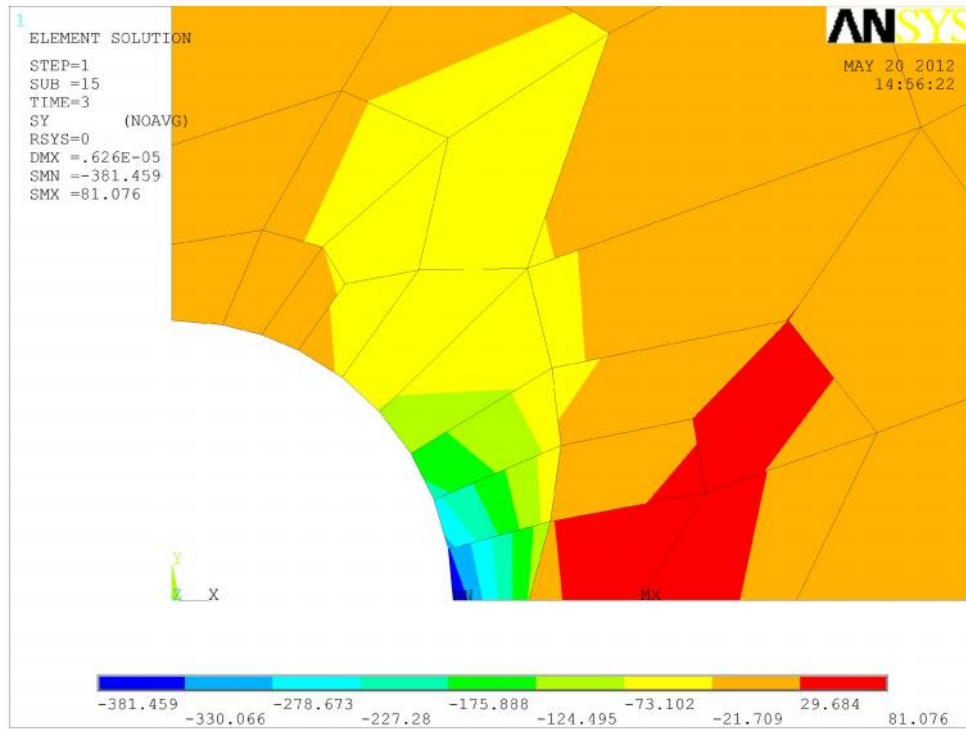 1
ELEMENT SOLUTION
STEP=1
SUB =15
TIME=3
SY (NOAVG)
RSYS=0
DMX =.626E-05
SMN =-381.459
SMX =81.076
ANSYS
MAY 20 2012
14:56:22
Y
Z X
N
MX
-381.459 -278.673 -175.888 -73.102 29.684
-330.066 -227.28 -124.495 -21.709 81.076